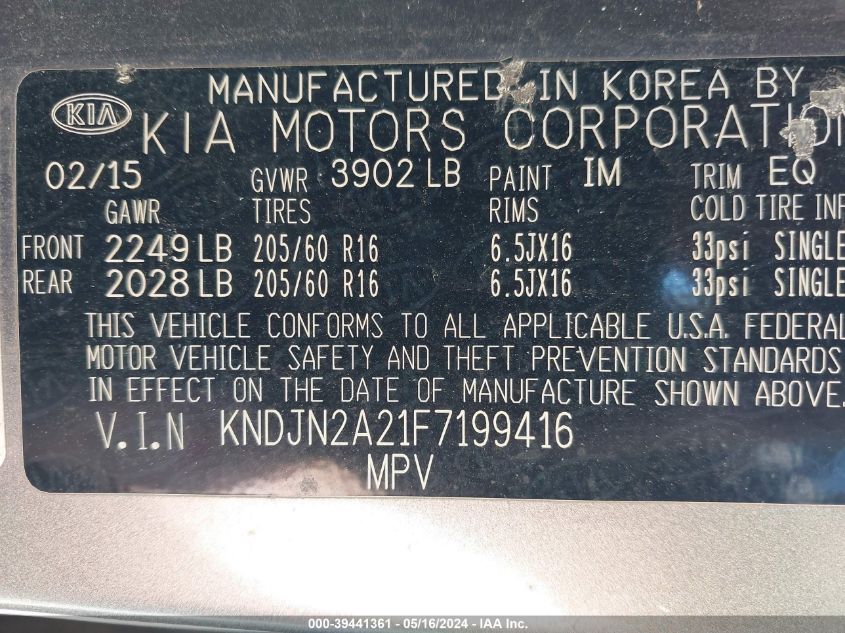 MANUFACTURED IN KOREA BY
KIA KIA MOTORS CORPORATION
02/15 GVWR 3902 LB PAINT IM TRIM EQ
GAWR TIRES RIMS COLD TIRE INF
FRONT 2249 LB 205/60 R16 6.5JX16 33psi SINGLE
REAR 2028 LB 205/60 R16 6.5JX16 33psi SINGLE
THIS VEHICLE CONFORMS TO ALL APPLICABLE U.S.A. FEDERAL
MOTOR VEHICLE SAFETY AND THEFT PREVENTION STANDARDS
IN EFFECT ON THE DATE OF MANUFACTURE SHOWN ABOVE.
V.I.N KNDJN2A21F7199416
MPV
000-39441361 - 05/16/2024 - IAA Inc.